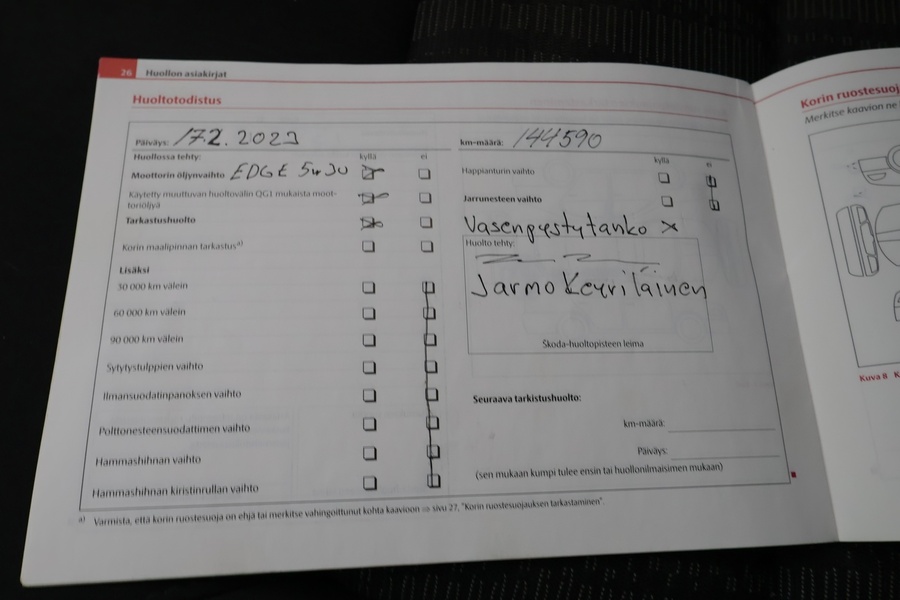 26 Huollon asiakirjat
Huoltotodistus
Päiväys: 17.2.2023
km-määrä: 144590
Huollossa tehty: kyllä ei
Moottorin öljynvaihto EDGE 5w30
Käytetty muuttuvan huoltovälin QG1 mukaista moot-
toriöljyä
Tarkastushuolto
Korin maalipinnan tarkastus a)
Lisäksi
30 000 km välein
60 000 km välein
90 000 km välein
Sytytystulppien vaihto
Ilmansuodatinpanoksen vaihto
Polttonesteensuodattimen vaihto
Hammashihnan vaihto
Hammashihnan kiristinrullan vaihto
kyllä ei
Happianturin vaihto
Jarrunesteen vaihto
Vasen pystytanko x
Huolto tehty:
Jarmo Keyriläinen
Škoda-huoltopisteen leima
Seuraava tarkistushuolto:
km-määrä:
Päiväys:
(sen mukaan kumpi tulee ensin tai huollonilmaisimen mukaan)
a) Varmista, että korin ruostesuoja on ehjä tai merkitse vahingoittunut kohta kaavioon ⇒ sivu 27, "Korin ruostesuojauksen tarkastaminen".
Korin ruostesuoj
Merkitse kaavion ne
Kuva 8 K